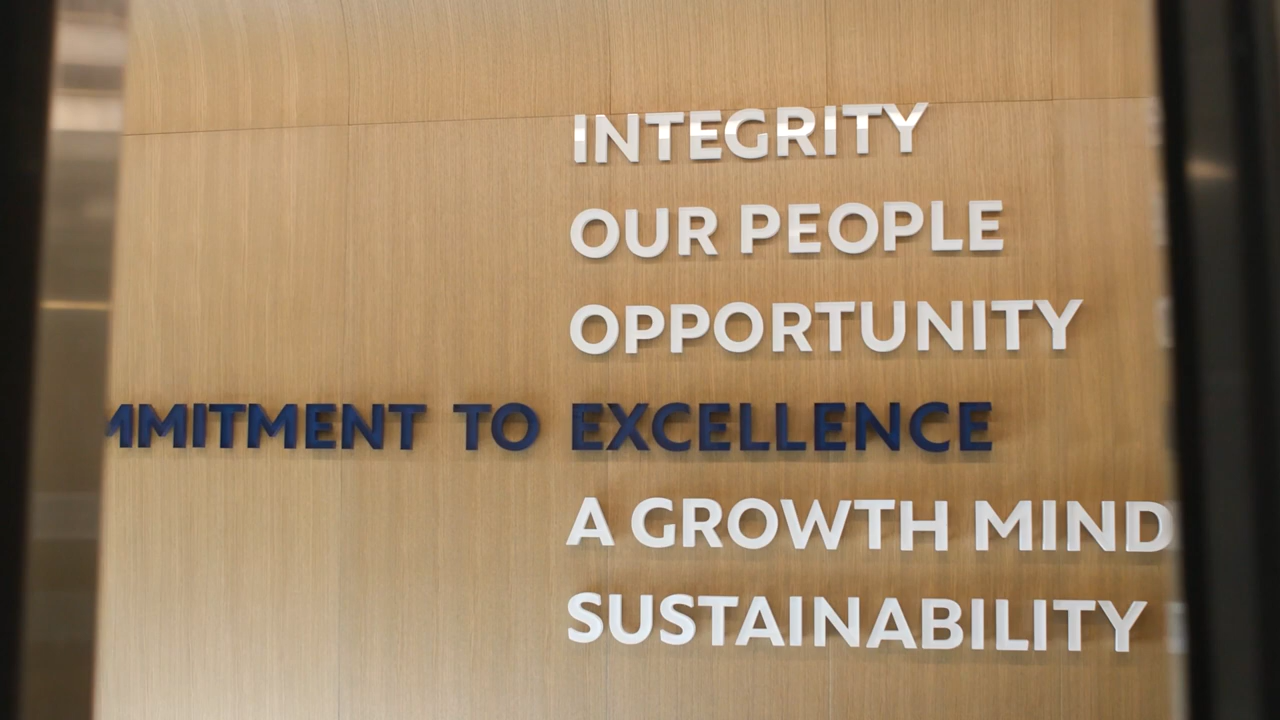 INTEGRITY
OUR PEOPLE
OPPORTUNITY
MMITMENT TO EXCELLENCE
A GROWTH MIND
SUSTAINABILITY